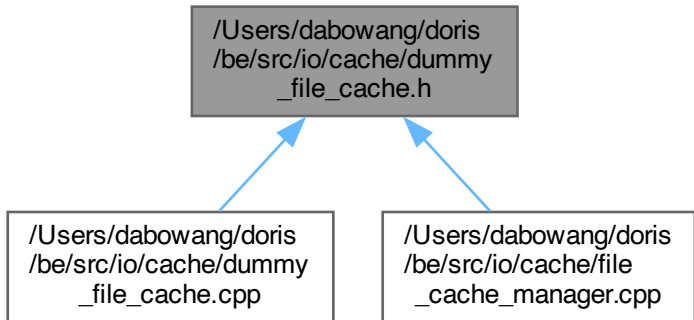 /Users/dabowang/doris
/be/src/io/cache/dummy
_file_cache.h
/Users/dabowang/doris
/be/src/io/cache/dummy
_file_cache.cpp
/Users/dabowang/doris
/be/src/io/cache/file
_cache_manager.cpp